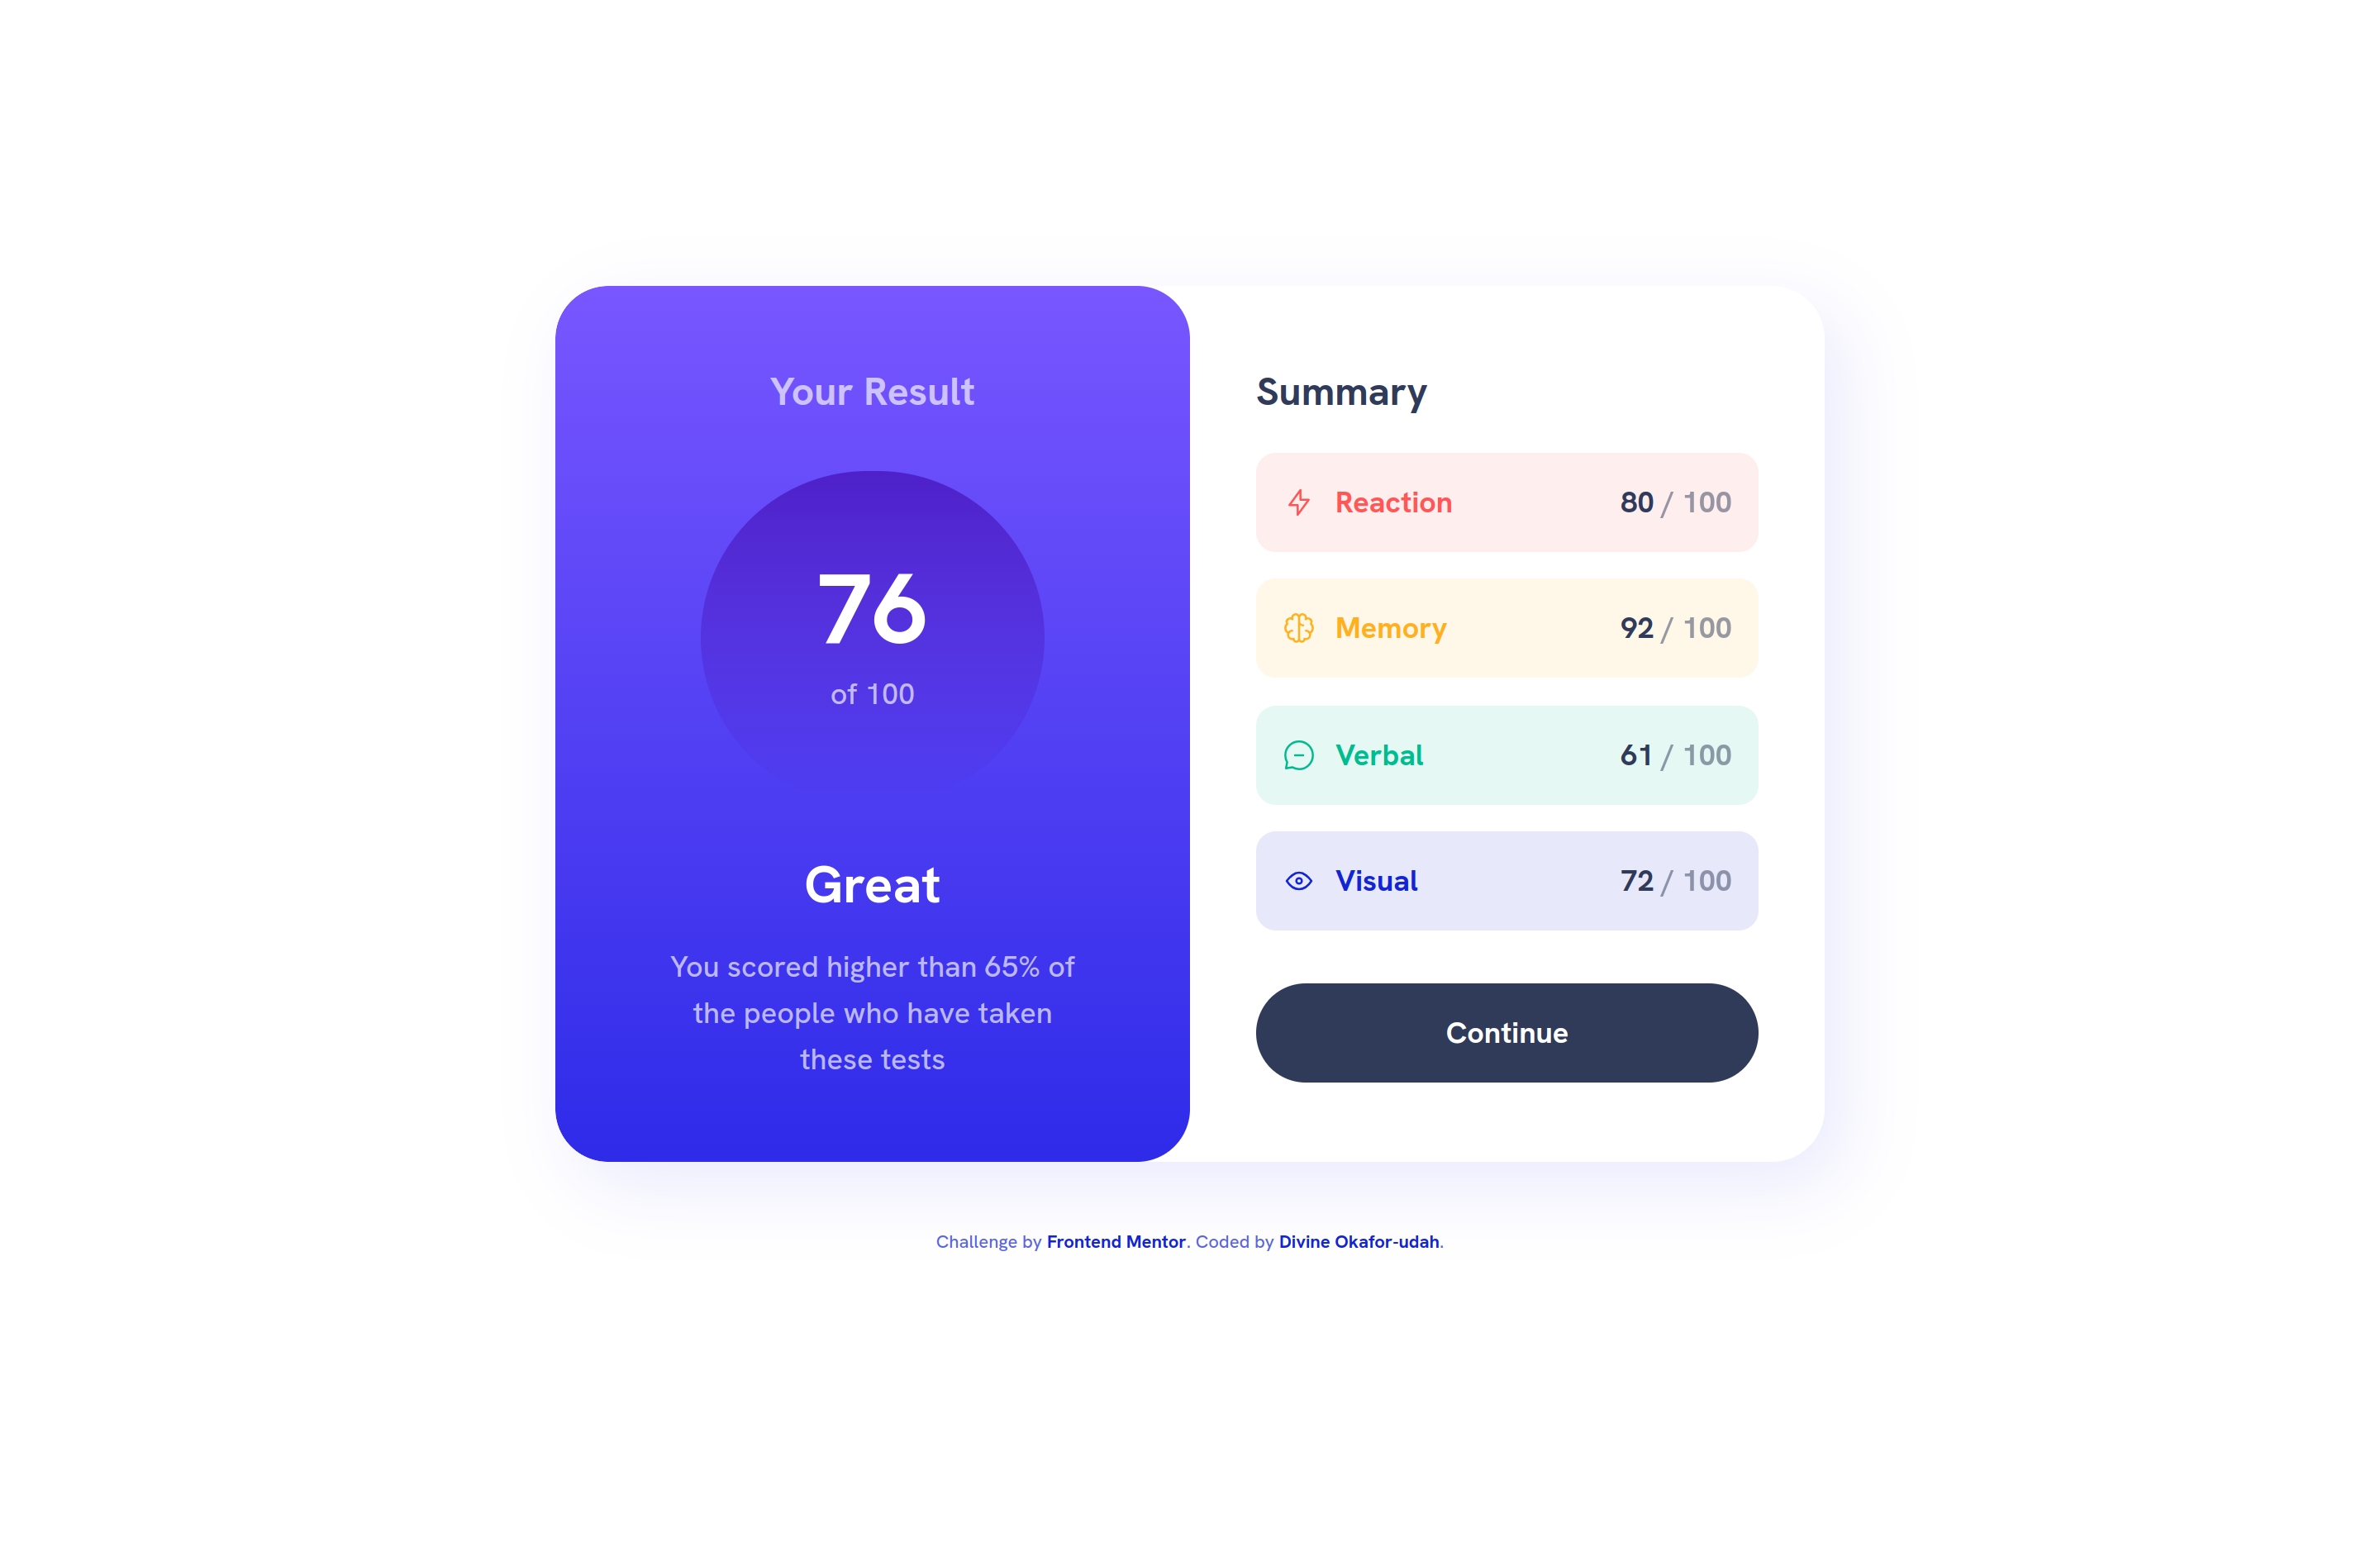 Your Result
76
of 100
Great
You scored higher than 65% of
the people who have taken
these tests
Summary
Reaction 80 / 100
Memory 92 / 100
Verbal 61 / 100
Visual 72 / 100
Continue
Challenge by Frontend Mentor. Coded by Divine Okafor-udah.